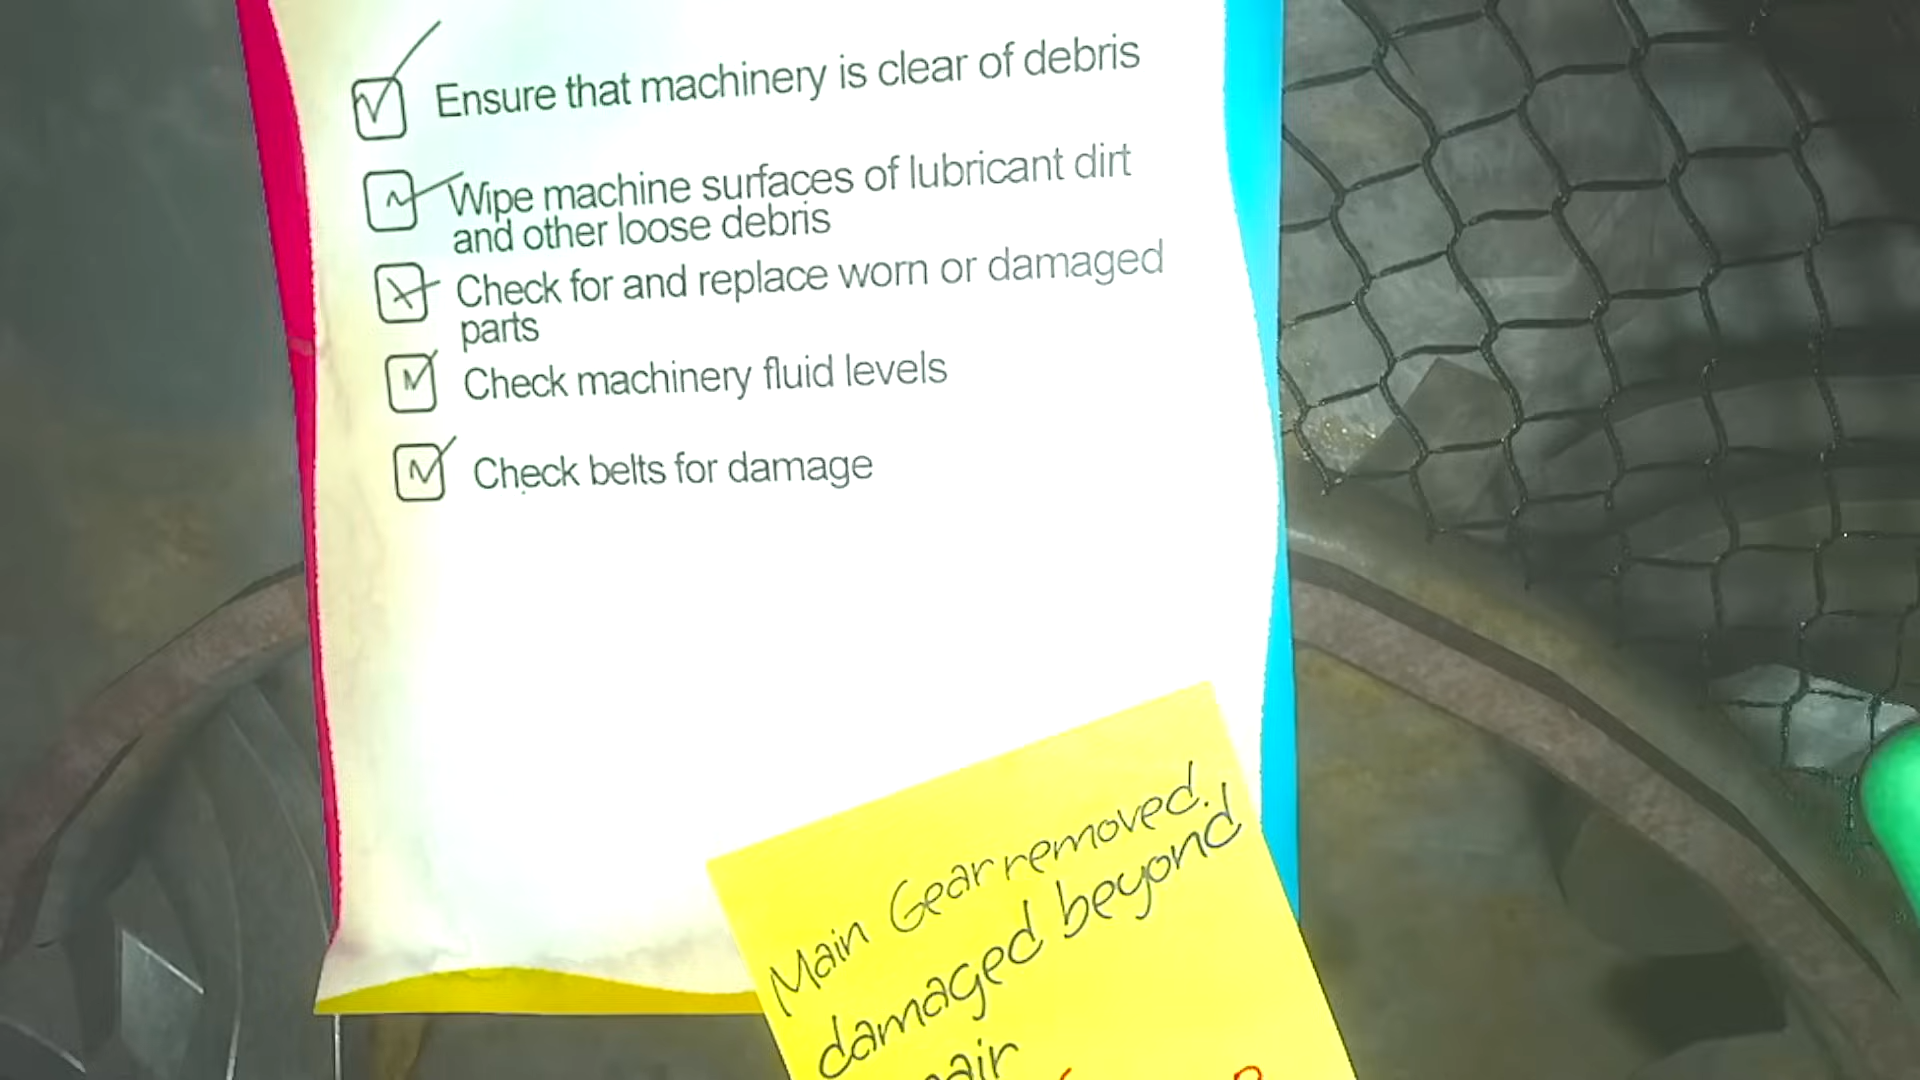 Ensure that machinery is clear of debris
Wipe machine surfaces of lubricant dirt
and other loose debris
Check for and replace worn or damaged
parts
Check machinery fluid levels
Check belts for damage
Main Gear removed.
damaged beyond